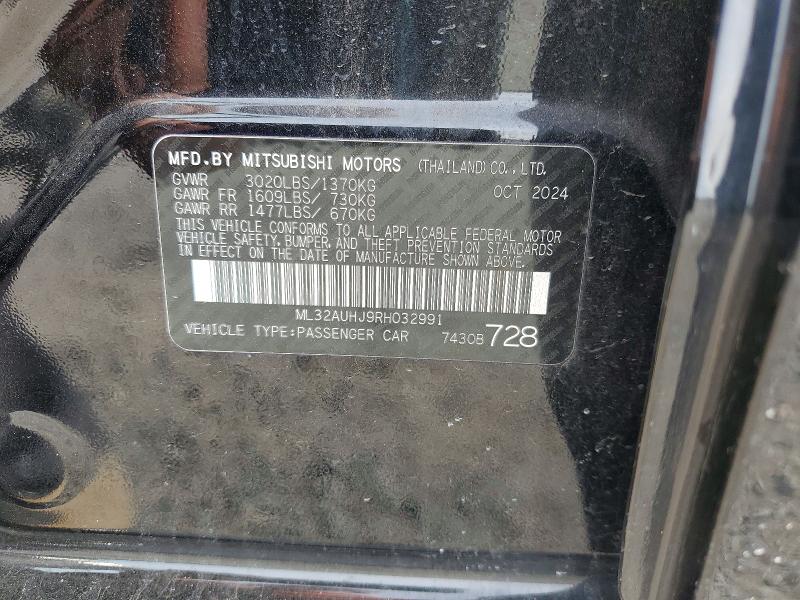 MFD.BY MITSUBISHI MOTORS (THAILAND) CO., LTD.
GVWR 3020LBS/1370KG OCT 2024
GAWR FR 1609LBS/ 730KG
GAWR RR 1477LBS/ 670KG
THIS VEHICLE CONFORMS TO ALL APPLICABLE FEDERAL MOTOR
VEHICLE SAFETY, BUMPER, AND THEFT PREVENTION STANDARDS
IN EFFECT ON THE DATE OF MANUFACTURE SHOWN ABOVE.
ML32AUHJ9RH032991
VEHICLE TYPE:PASSENGER CAR 7430B 728